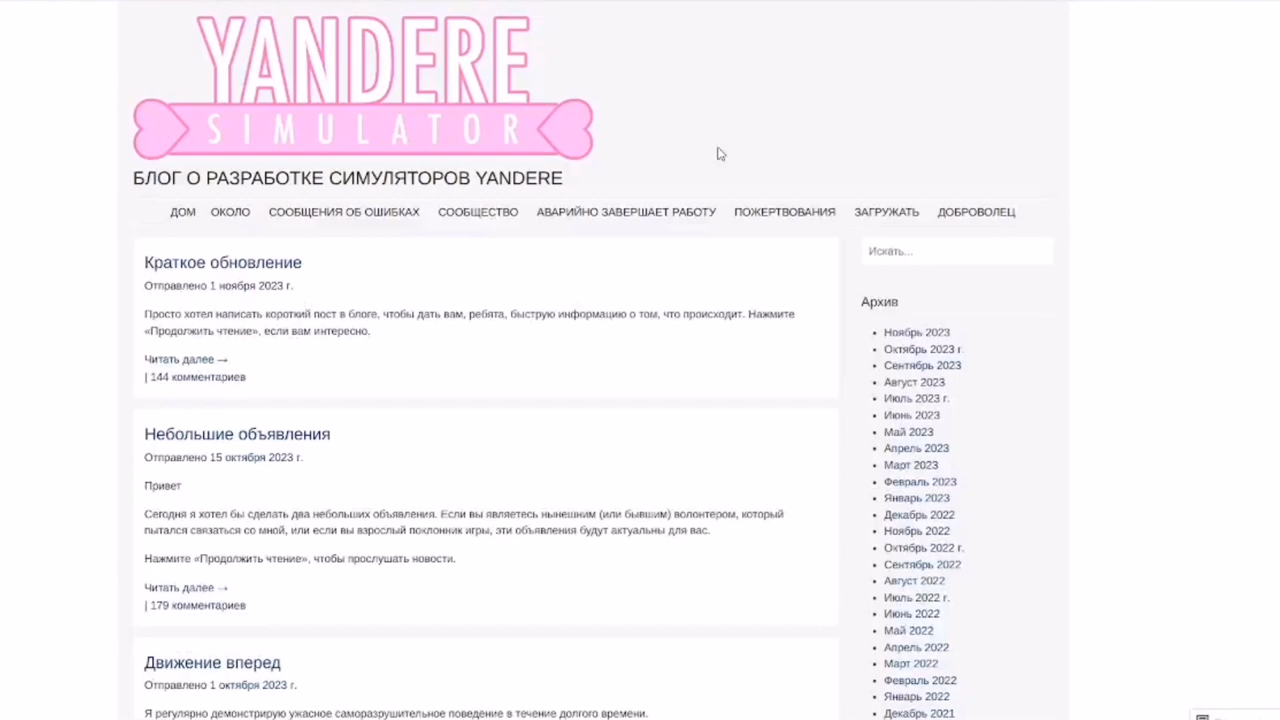 YANDERE
SIMULATOR
БЛОГ О РАЗРАБОТКЕ СИМУЛЯТОРОВ YANDERE
ДОМ ОКОЛО СООБЩЕНИЯ ОБ ОШИБКАХ СООБЩЕСТВО АВАРИЙНО ЗАВЕРШАЕТ РАБОТУ ПОЖЕРТВОВАНИЯ ЗАГРУЖАТЬ ДОБРОВОЛЕЦ
Краткое обновление
Отправлено 1 ноября 2023 г.
Просто хотел написать короткий пост в блоге, чтобы дать вам, ребята, быструю информацию о том, что происходит. Нажмите
«Продолжить чтение», если вам интересно.
Читать далее →
| 144 комментариев
Небольшие объявления
Отправлено 15 октября 2023 г.
Привет
Сегодня я хотел бы сделать два небольших объявления. Если вы являетесь нынешним (или бывшим) волонтером, который
пытался связаться со мной, или если вы взрослый поклонник игры, эти объявления будут актуальны для вас.
Нажмите «Продолжить чтение», чтобы прослушать новости.
Читать далее →
| 179 комментариев
Движение вперед
Отправлено 1 октября 2023 г.
Я регулярно демонстрирую ужасное саморазрушительное поведение в течение долгого времени.
Искать...
Архив
• Ноябрь 2023
• Октябрь 2023 г.
• Сентябрь 2023
• Август 2023
• Июль 2023 г.
• Июнь 2023
• Май 2023
• Апрель 2023
• Март 2023
• Февраль 2023
• Январь 2023
• Декабрь 2022
• Ноябрь 2022
• Октябрь 2022 г.
• Сентябрь 2022
• Август 2022
• Июль 2022 г.
• Июнь 2022
• Май 2022
• Апрель 2022
• Март 2022
• Февраль 2022
• Январь 2022
• Декабрь 2021